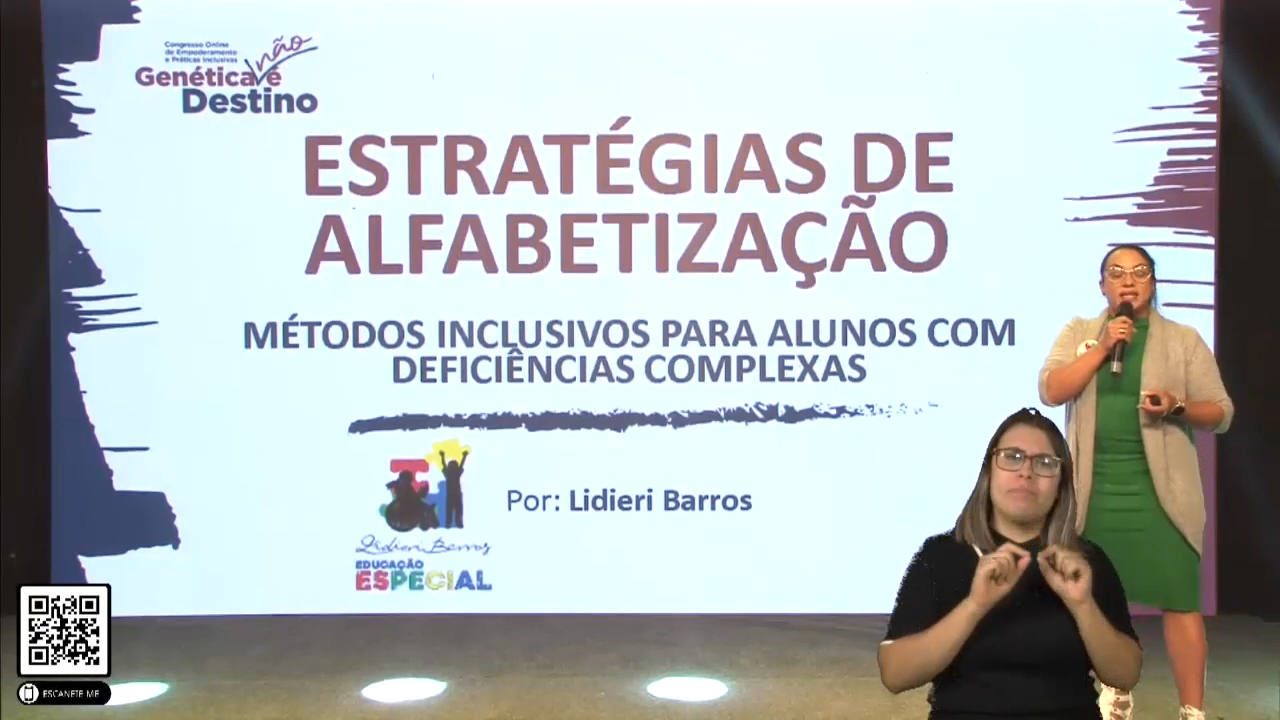 Congresso Online
de Empoderamento
e Práticas Inclusivas
não
Genética é
Destino
ESTRATÉGIAS DE
ALFABETIZAÇÃO
MÉTODOS INCLUSIVOS PARA ALUNOS COM
DEFICIÊNCIAS COMPLEXAS
Por: Lidieri Barros
Lidieri Barros
EDUCAÇÃO
ESPECIAL
ESCANEIE ME